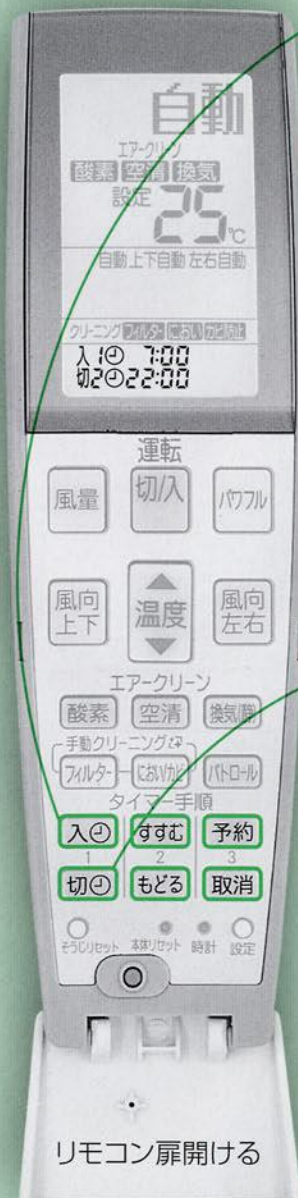 自動
エアークリーン
酸素 空清 換気
設定 25℃
自動 上下自動 左右自動
クリーニング フィルター におい カビ防止
入1 7:00
切2 22:00
運転
風量 切/入 パワフル
風向上下 温度 風向左右
エアークリーン
酸素 空清 換気(静)
手動クリーニング
フィルター においカビ パトロール
タイマー手順
入 すすむ 予約
1 2 3
切 もどる 取消
そうじリセット 本体リセット 時計 設定
リモコン扉開ける